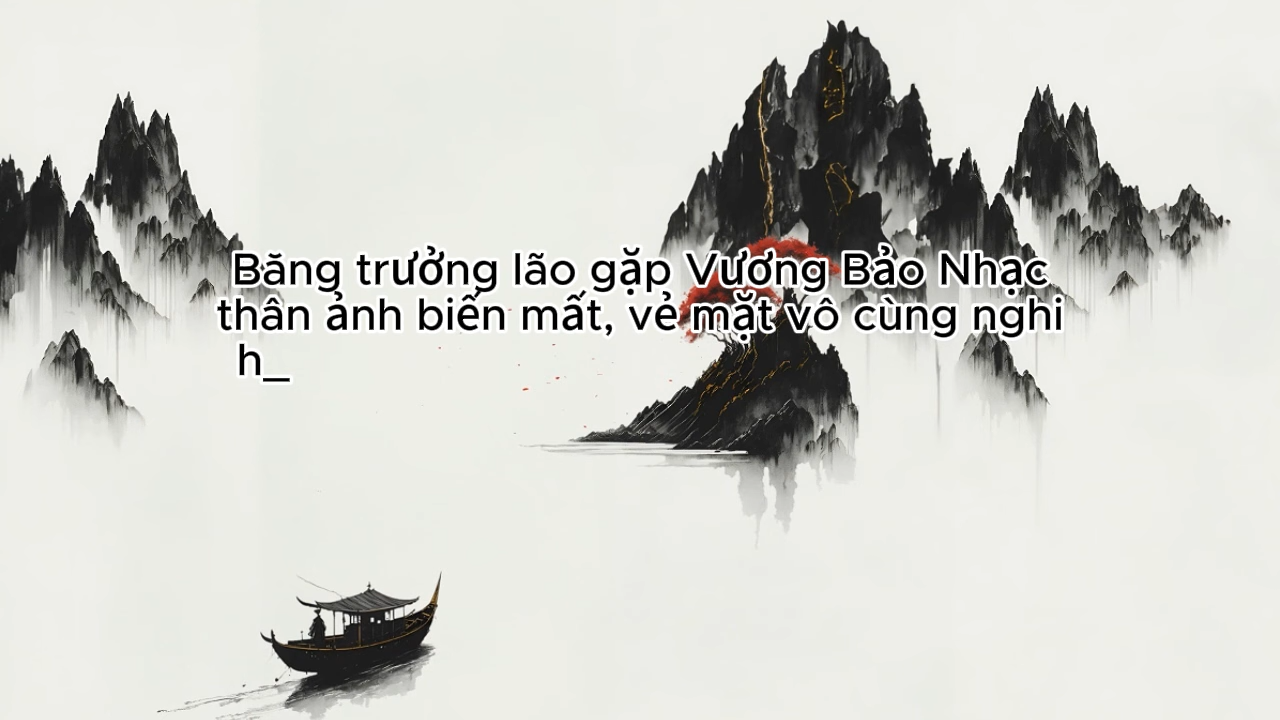 Băng trưởng lão gặp Vương Bảo Nhạc
thân ảnh biến mất, vẻ mặt vô cùng nghi
h_